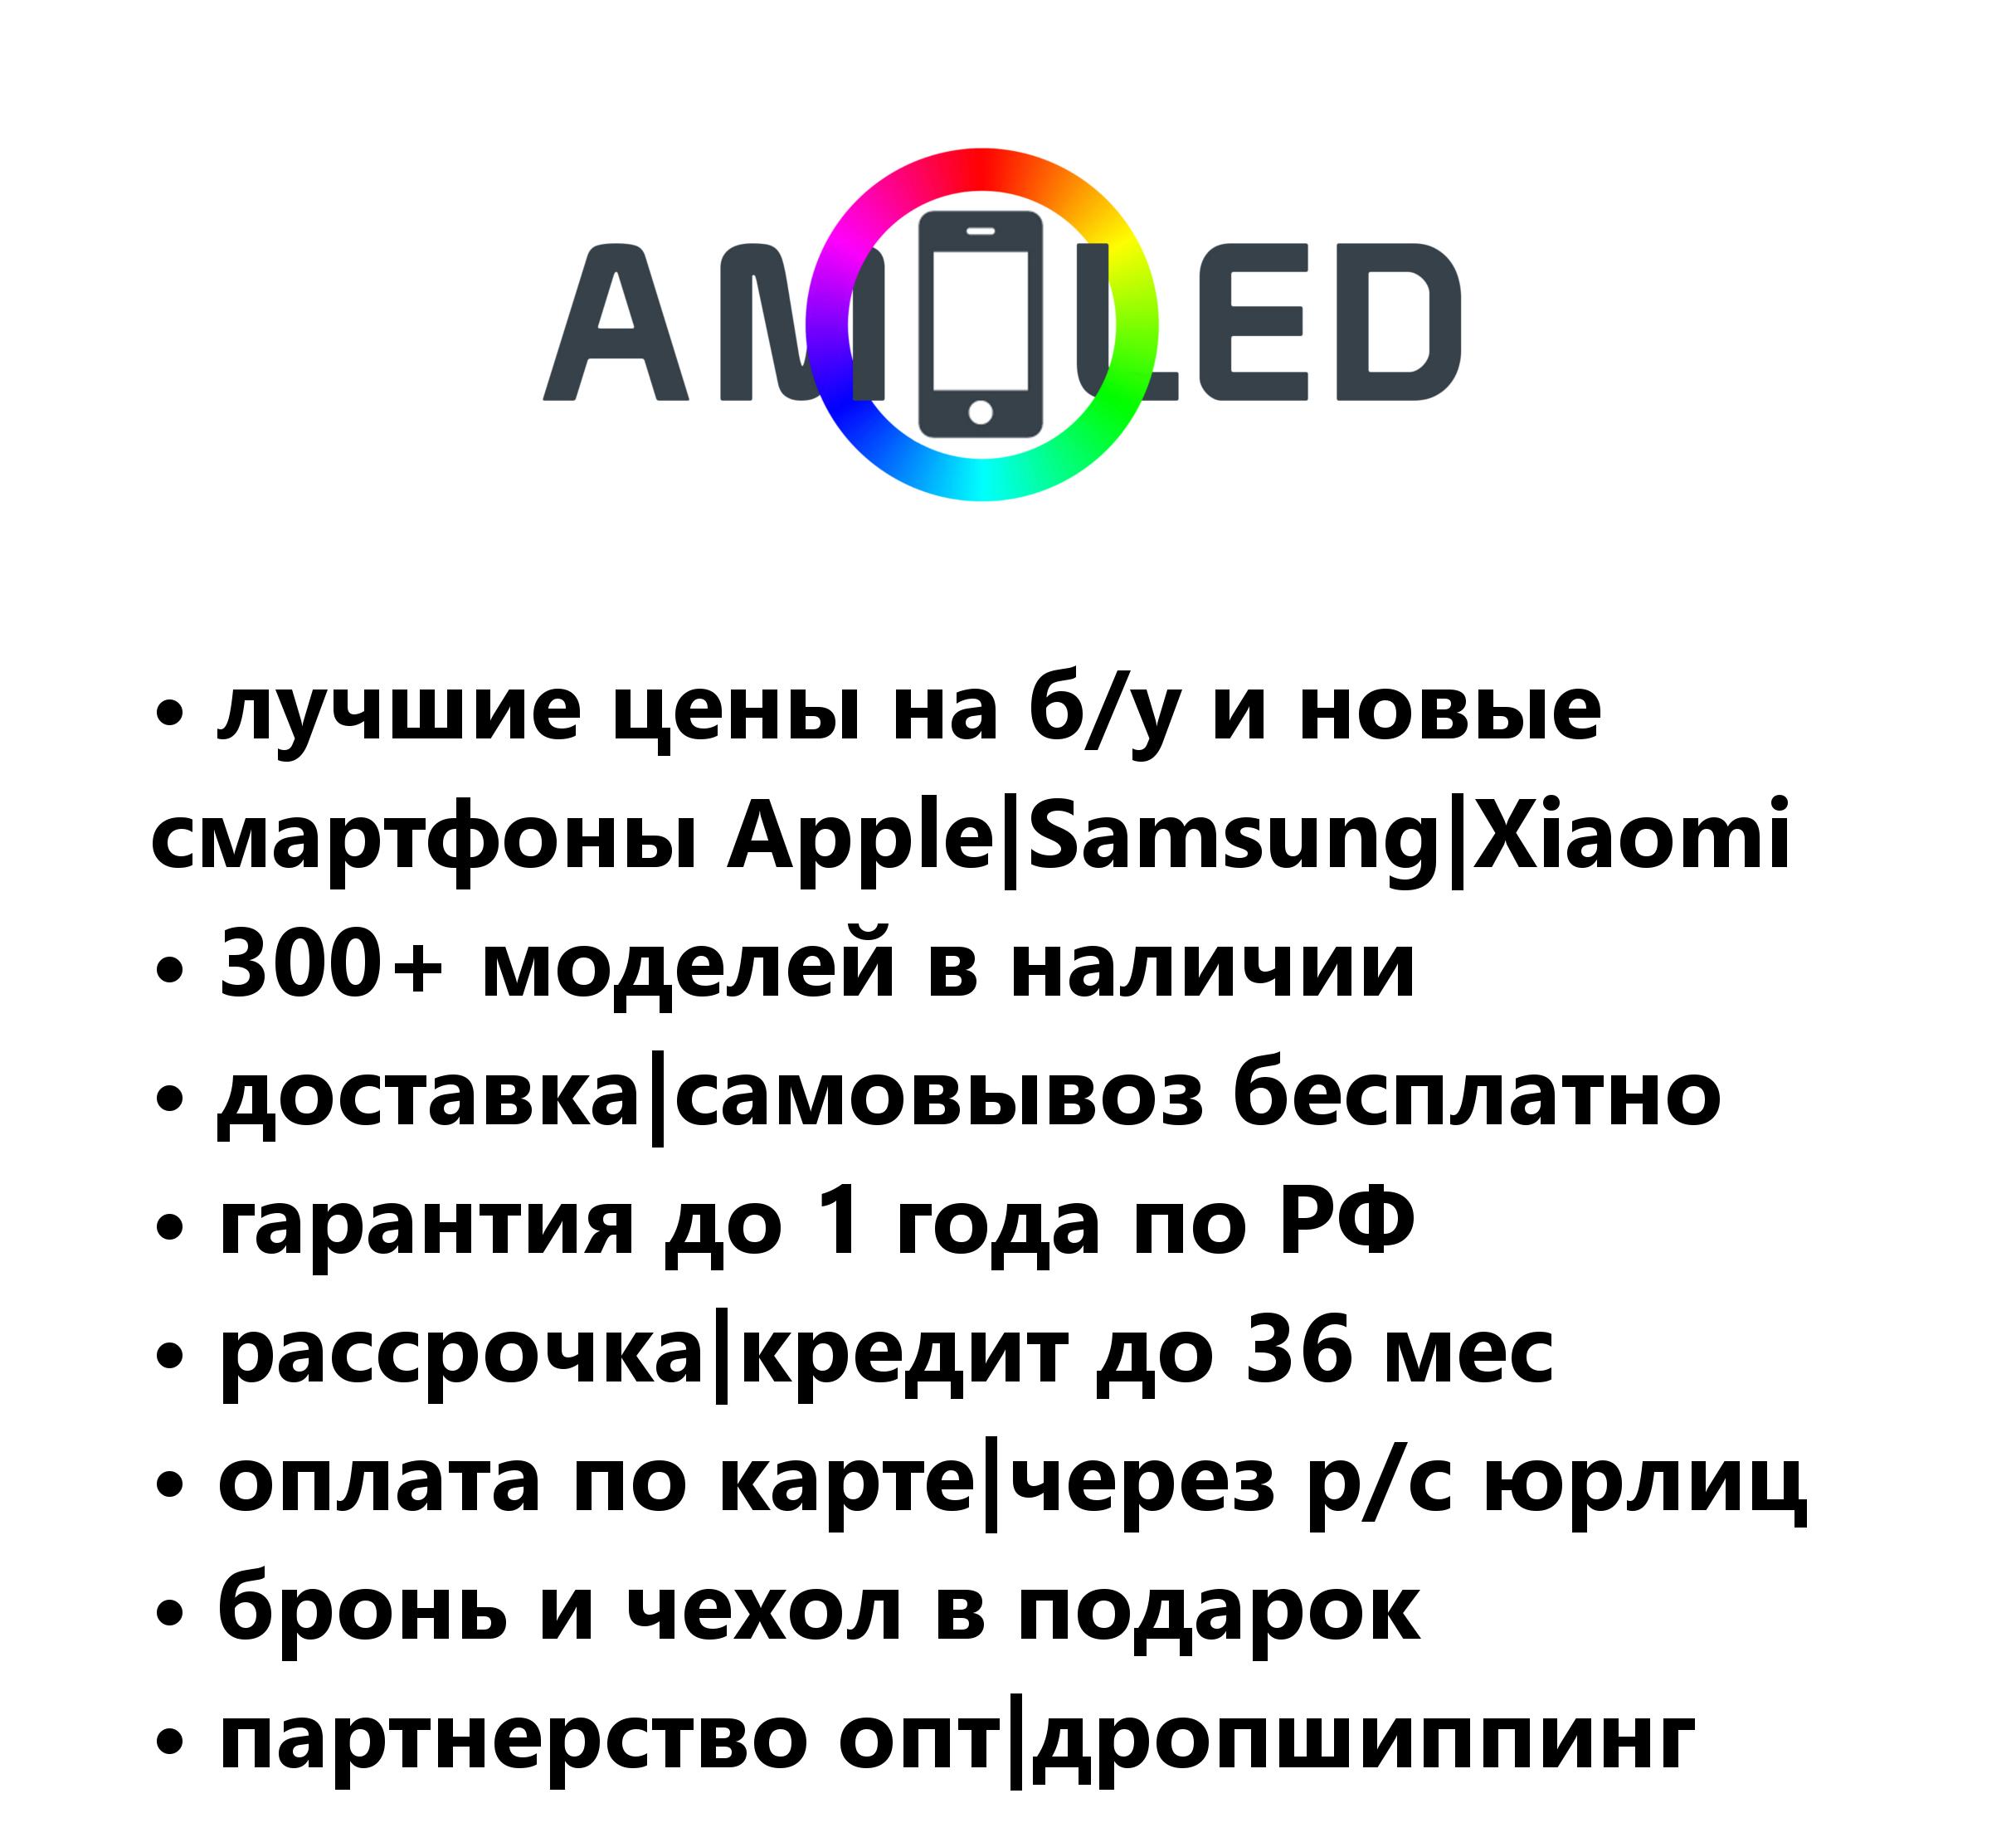 AMOLED
• лучшие цены на б/у и новые
смартфоны Apple|Samsung|Xiaomi
• 300+ моделей в наличии
• доставка|самовывоз бесплатно
• гарантия до 1 года по РФ
• рассрочка|кредит до 36 мес
• оплата по карте|через р/с юрлиц
• бронь и чехол в подарок
• партнерство опт|дропшиппинг